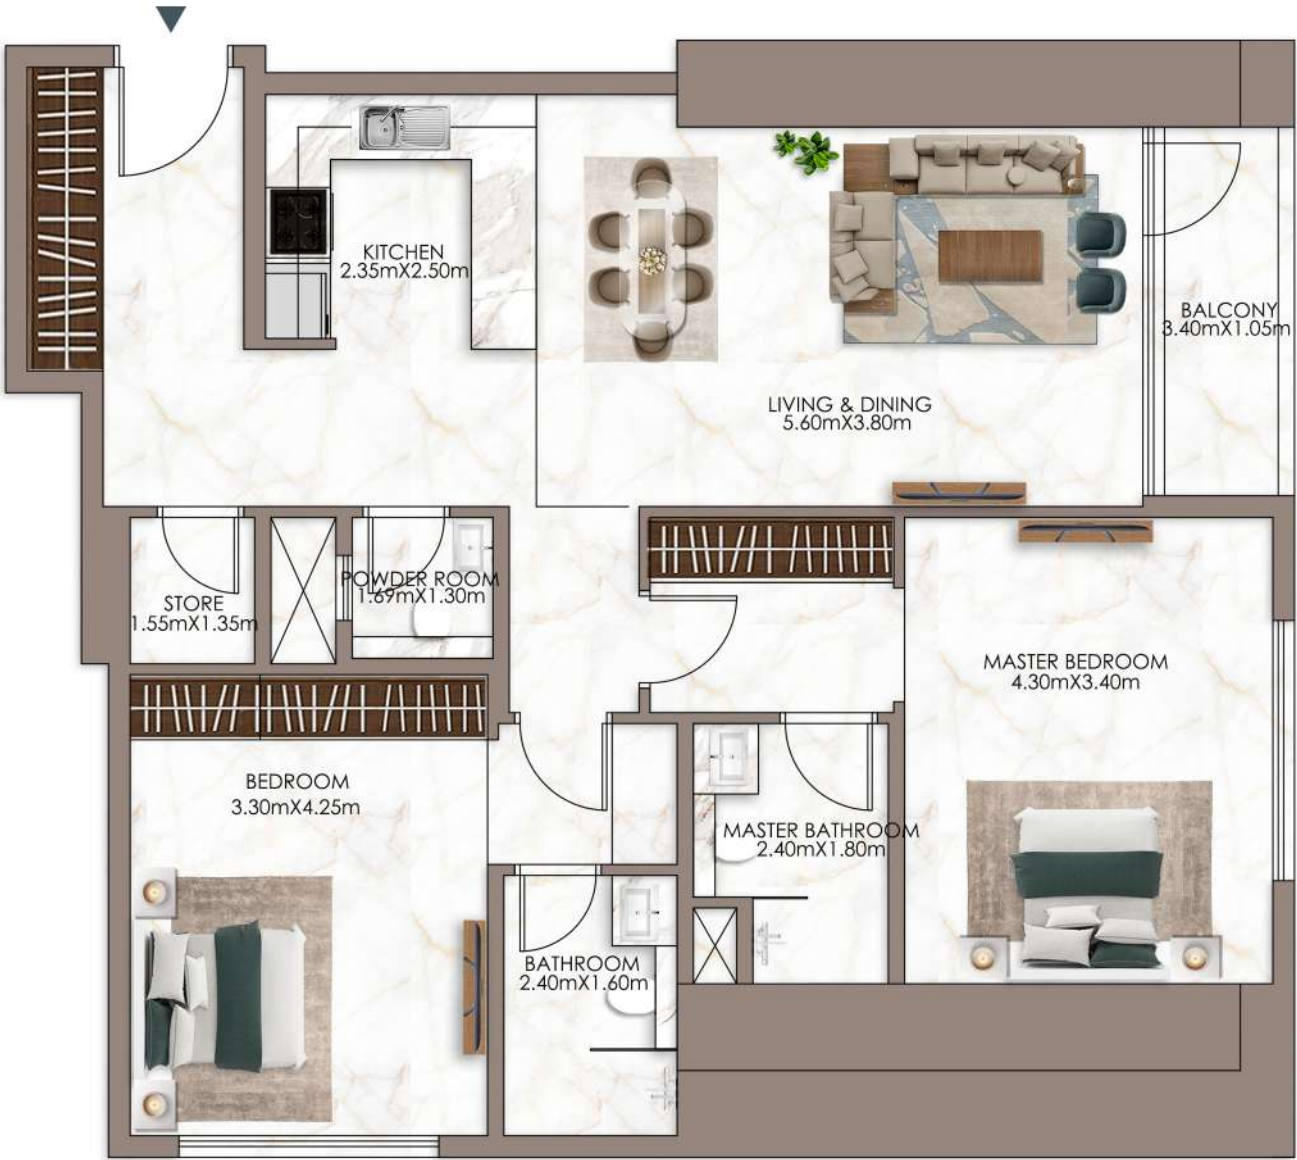 KITCHEN
2.35mX2.50m
BALCONY
3.40mX1.05m
LIVING & DINING
5.60mX3.80m
POWDER ROOM
1.69mX1.30m
STORE
1.55mX1.35m
MASTER BEDROOM
4.30mX3.40m
BEDROOM
3.30mX4.25m
MASTER BATHROOM
2.40mX1.80m
BATHROOM
2.40mX1.60m